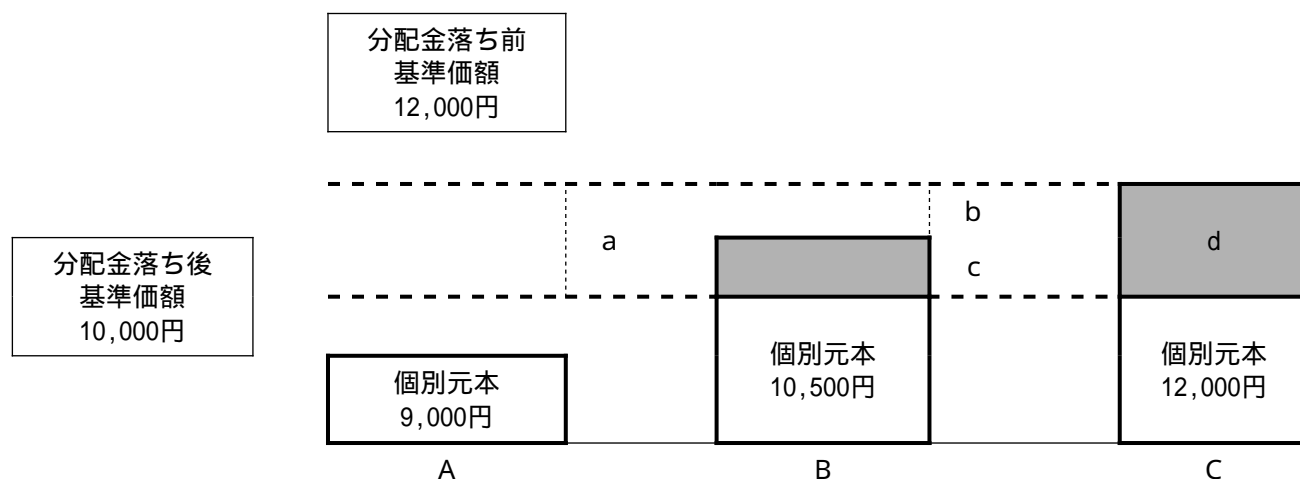 分配金落ち前
基準価額
12,000円
分配金落ち後
基準価額
10,000円
a
b
c
d
個別元本
9,000円
個別元本
10,500円
個別元本
12,000円
A
B
C